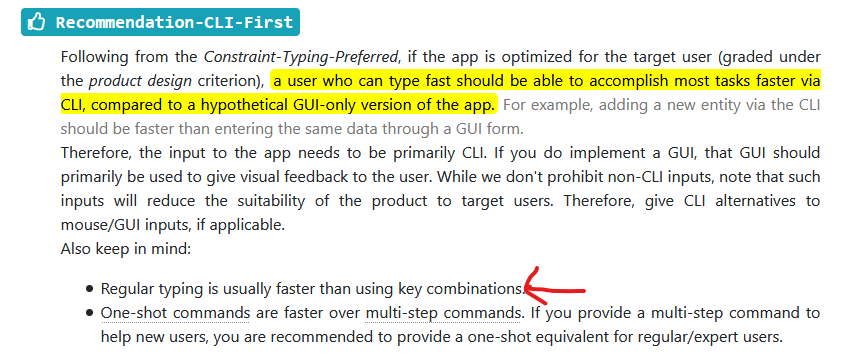 Recommendation-CLI-First
Following from the Constraint-Typing-Preferred, if the app is optimized for the target user (graded under
the product design criterion), a user who can type fast should be able to accomplish most tasks faster via
CLI, compared to a hypothetical GUI-only version of the app. For example, adding a new entity via the CLI
should be faster than entering the same data through a GUI form.
Therefore, the input to the app needs to be primarily CLI. If you do implement a GUI, that GUI should
primarily be used to give visual feedback to the user. While we don't prohibit non-CLI inputs, note that such
inputs will reduce the suitability of the product to target users. Therefore, give CLI alternatives to
mouse/GUI inputs, if applicable.
Also keep in mind:
• Regular typing is usually faster than using key combinations.
• One-shot commands are faster over multi-step commands. If you provide a multi-step command to
help new users, you are recommended to provide a one-shot equivalent for regular/expert users.